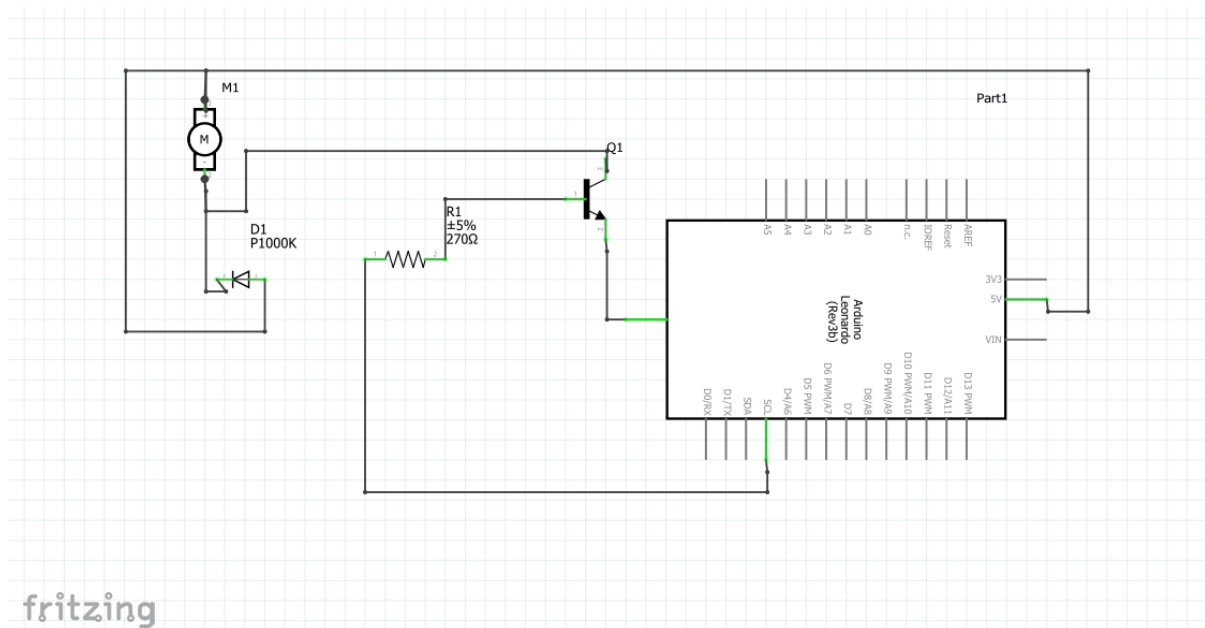 M1
M
Part1
Q1
R1
±5%
270Ω
D1
P1000K
A5
A4
A3
A2
A1
A0
n.c.
IOREF
Reset
AREF
3V3
5V
VIN
Arduino
Leonardo
(Rev3b)
D0/RX
D1/TX
SDA
SCL
D4/A6
D5 PWM
D6 PWM/A7
D7
D8/A8
D9 PWM/A9
D10 PWM/A10
D11 PWM
D12/A11
D13 PWM
fritzing